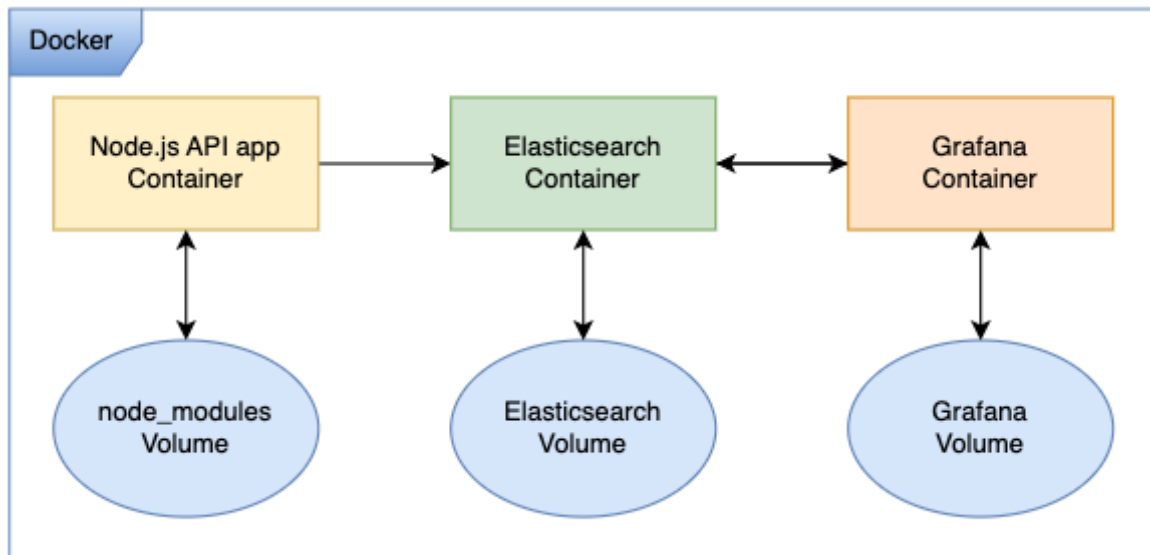 Docker
Node.js API app
Container
Elasticsearch
Container
Grafana
Container
node_modules
Volume
Elasticsearch
Volume
Grafana
Volume